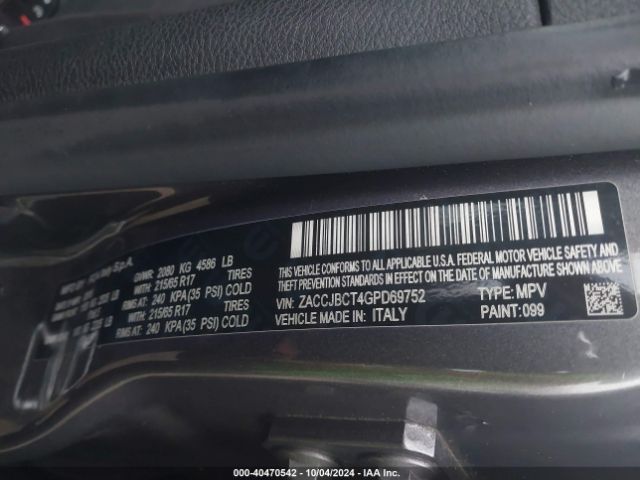 S.p.A.
GVWR: 2080 KG 4586 LB
WITH 215/65 R17 TIRES
RIMS AT: 240 KPA (35 PSI) COLD
WITH 215/65 R17 TIRES
RIMS AT: 240 KPA (35 PSI) COLD
THIS VEHICLE CONFORMS TO ALL APPLICABLE U.S.A. FEDERAL MOTOR VEHICLE SAFETY, BUMPER AND
THEFT PREVENTION STANDARDS IN EFFECT ON THE DATE OF MANUFACTURE SHOWN ABOVE.
VIN: ZACCJBCT4GPD69752 TYPE: MPV
VEHICLE MADE IN: ITALY PAINT: 099
000-40470542 - 10/04/2024 - IAA Inc.